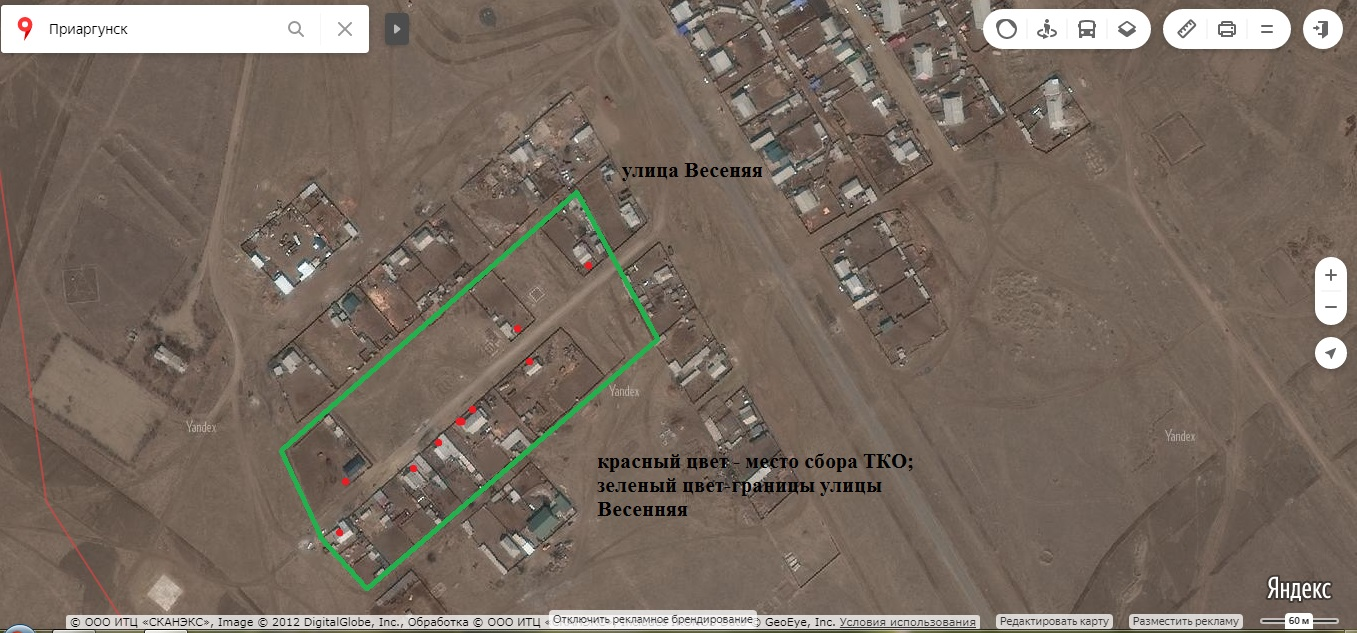 Приаргунск
улица Весеняя
Yandex
Yandex
Yandex
красный цвет - место сбора ТКО;
зеленый цвет-границы улицы
Весенняя
Яндекс
© ООО ИТЦ «СКАНЭКС», Image © 2012 DigitalGlobe, Inc., Обработка © ООО ИТЦ «
Отключить рекламное брендирование
GeoEye, Inc. Условия использования
Редактировать карту
Разместить рекламу
60 м